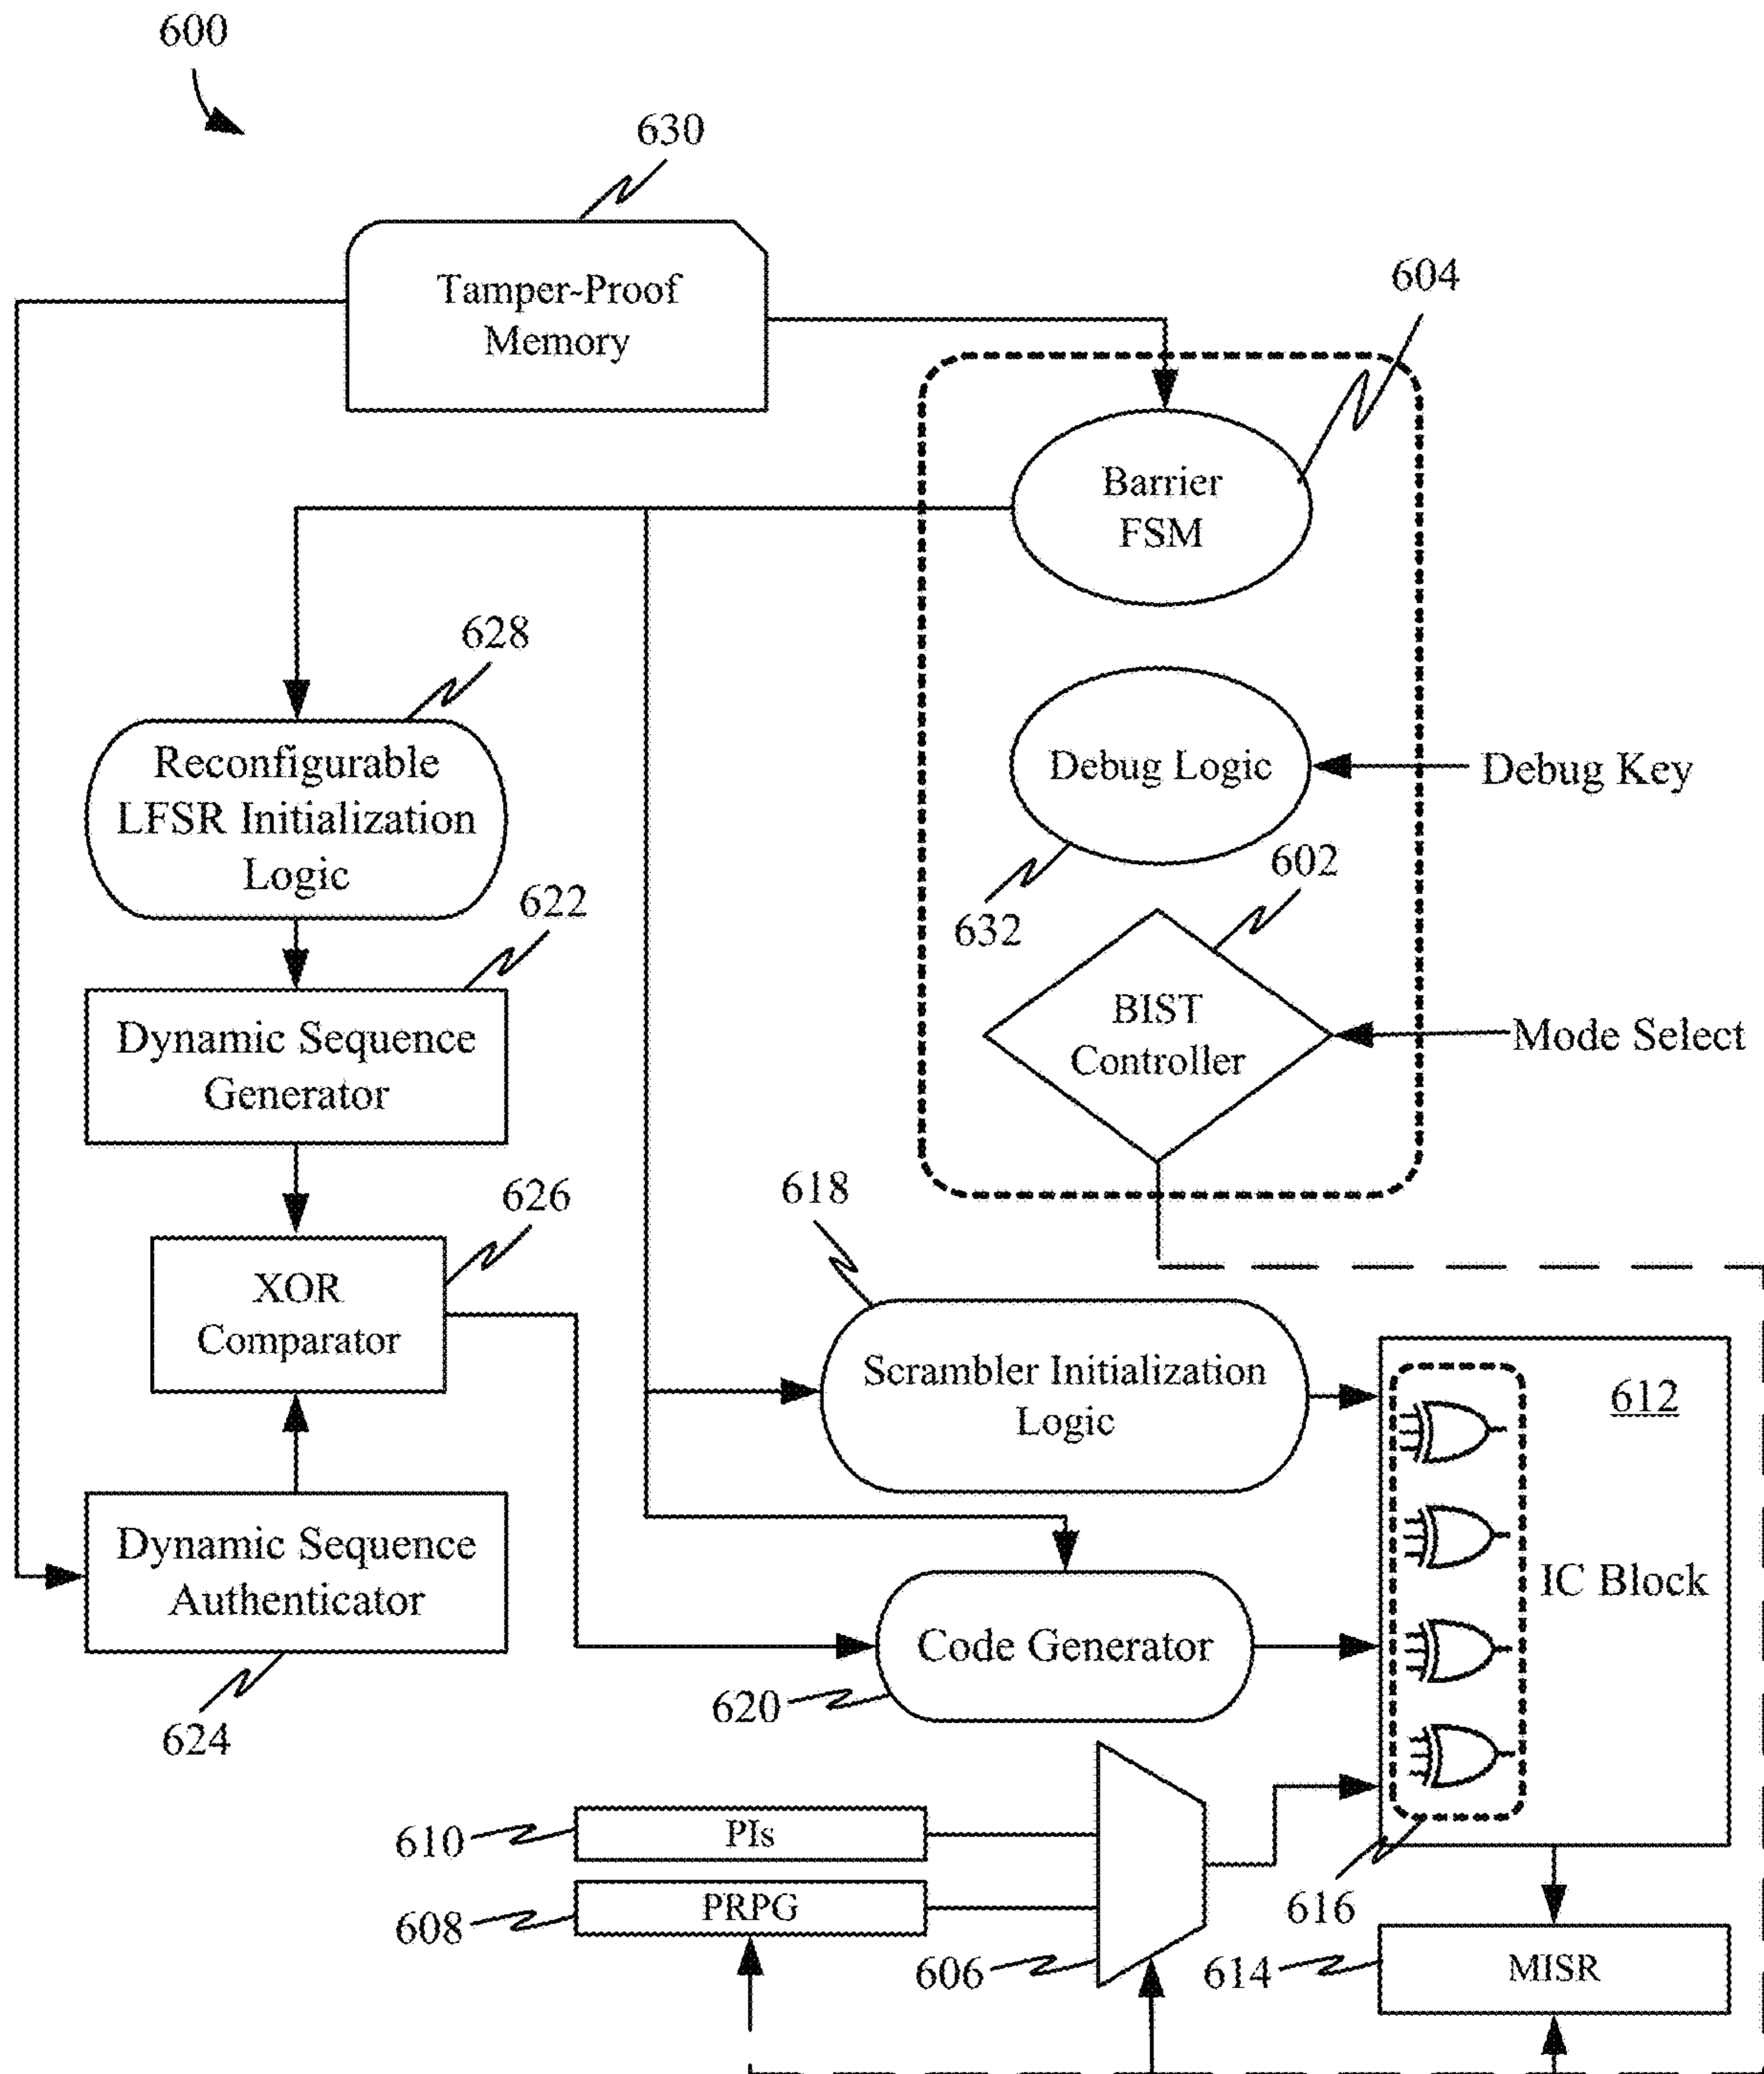 600
630
Tamper-Proof
Memory
604
Barrier
FSM
628
Reconfigurable
LFSR Initialization
Logic
Debug Logic
Debug Key
632
602
622
Dynamic Sequence
Generator
BIST
Controller
Mode Select
626
618
XOR
Comparator
Scrambler Initialization
Logic
612
Dynamic Sequence
Authenticator
IC Block
Code Generator
620
624
610
PIs
608
PRPG
606
616
614
MISR